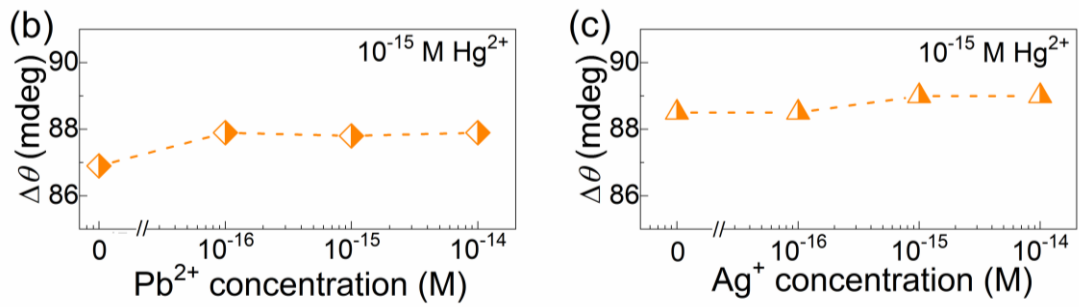 (b)
10⁻¹⁵ M Hg²⁺
90
88
86
Δθ (mdeg)
0 // 10⁻¹⁶ 10⁻¹⁵ 10⁻¹⁴
Pb²⁺ concentration (M)
(c)
10⁻¹⁵ M Hg²⁺
90
88
86
Δθ (mdeg)
0 // 10⁻¹⁶ 10⁻¹⁵ 10⁻¹⁴
Ag⁺ concentration (M)